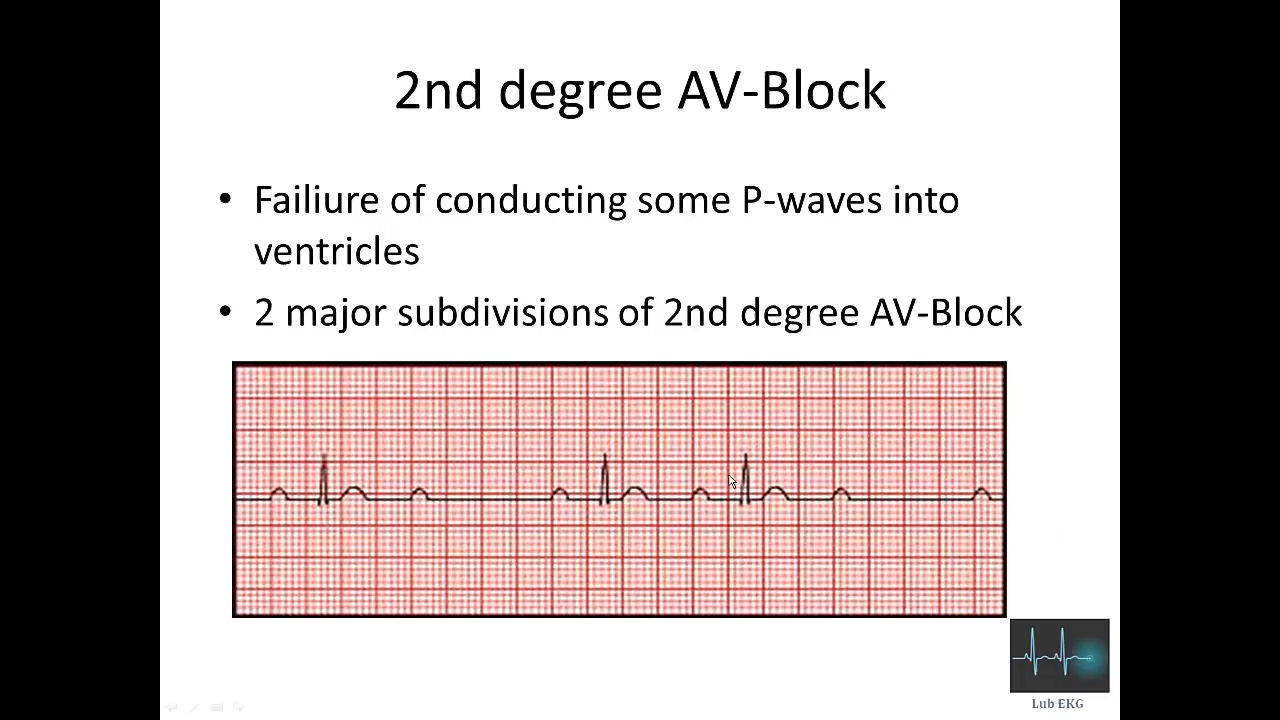 2nd degree AV-Block
• Failiure of conducting some P-waves into
ventricles
• 2 major subdivisions of 2nd degree AV-Block
Lub EKG